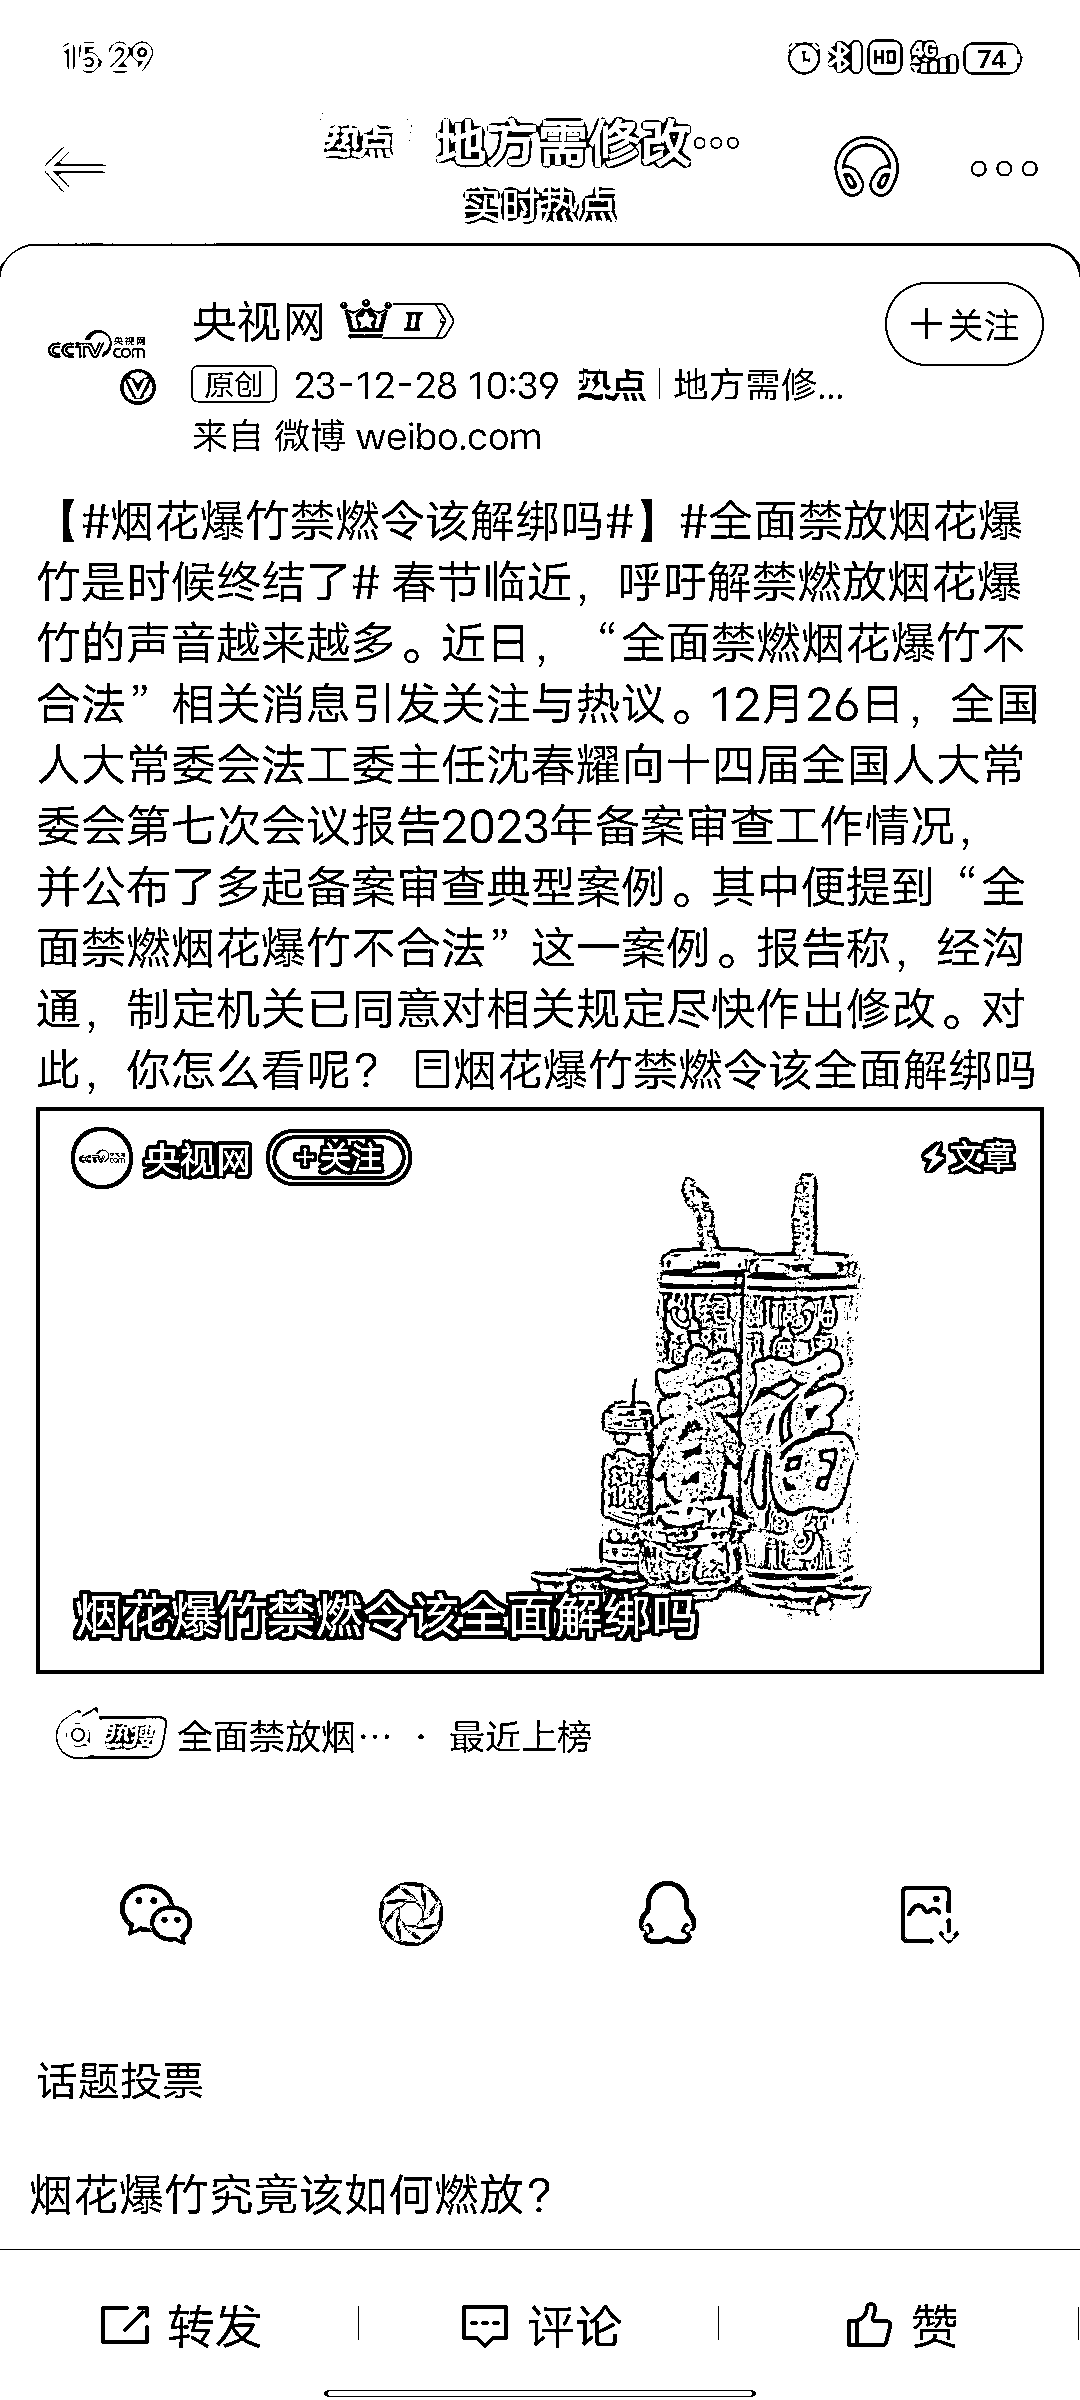 15:29
HD 4G 74
热点 地方需修改…
实时热点
央视网 II
+关注
CCTV 央视网 com
原创 23-12-28 10:39 热点 | 地方需修...
来自 微博 weibo.com
【#烟花爆竹禁燃令该解绑吗#】#全面禁放烟花爆
竹是时候终结了# 春节临近，呼吁解禁燃放烟花爆
竹的声音越来越多。近日，“全面禁燃烟花爆竹不
合法”相关消息引发关注与热议。12月26日，全国
人大常委会法工委主任沈春耀向十四届全国人大常
委会第七次会议报告2023年备案审查工作情况，
并公布了多起备案审查典型案例。其中便提到“全
面禁燃烟花爆竹不合法”这一案例。报告称，经沟
通，制定机关已同意对相关规定尽快作出修改。对
此，你怎么看呢？ 烟花爆竹禁燃令该全面解绑吗
央视网 +关注 文章
春 福
烟花爆竹禁燃令该全面解绑吗
热搜 全面禁放烟… · 最近上榜
话题投票
烟花爆竹究竟该如何燃放？
转发 评论 赞